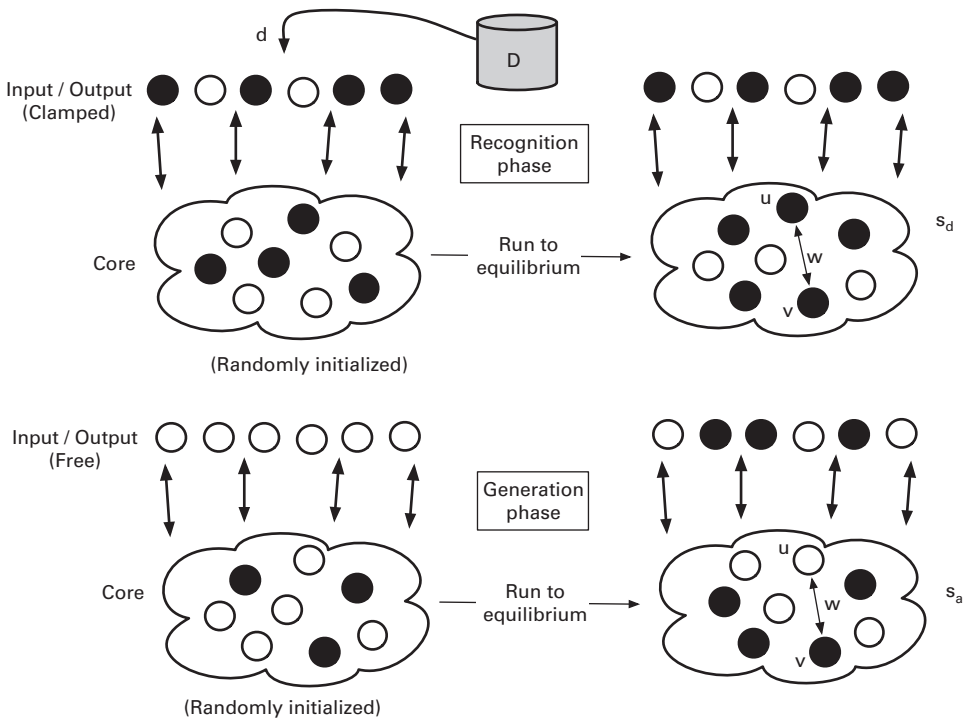 d
D
Input / Output
(Clamped)
Recognition
phase
u
s_d
Core
Run to
equilibrium
w
v
(Randomly initialized)
Input / Output
(Free)
Generation
phase
u
Core
Run to
equilibrium
w
s_a
v
(Randomly initialized)